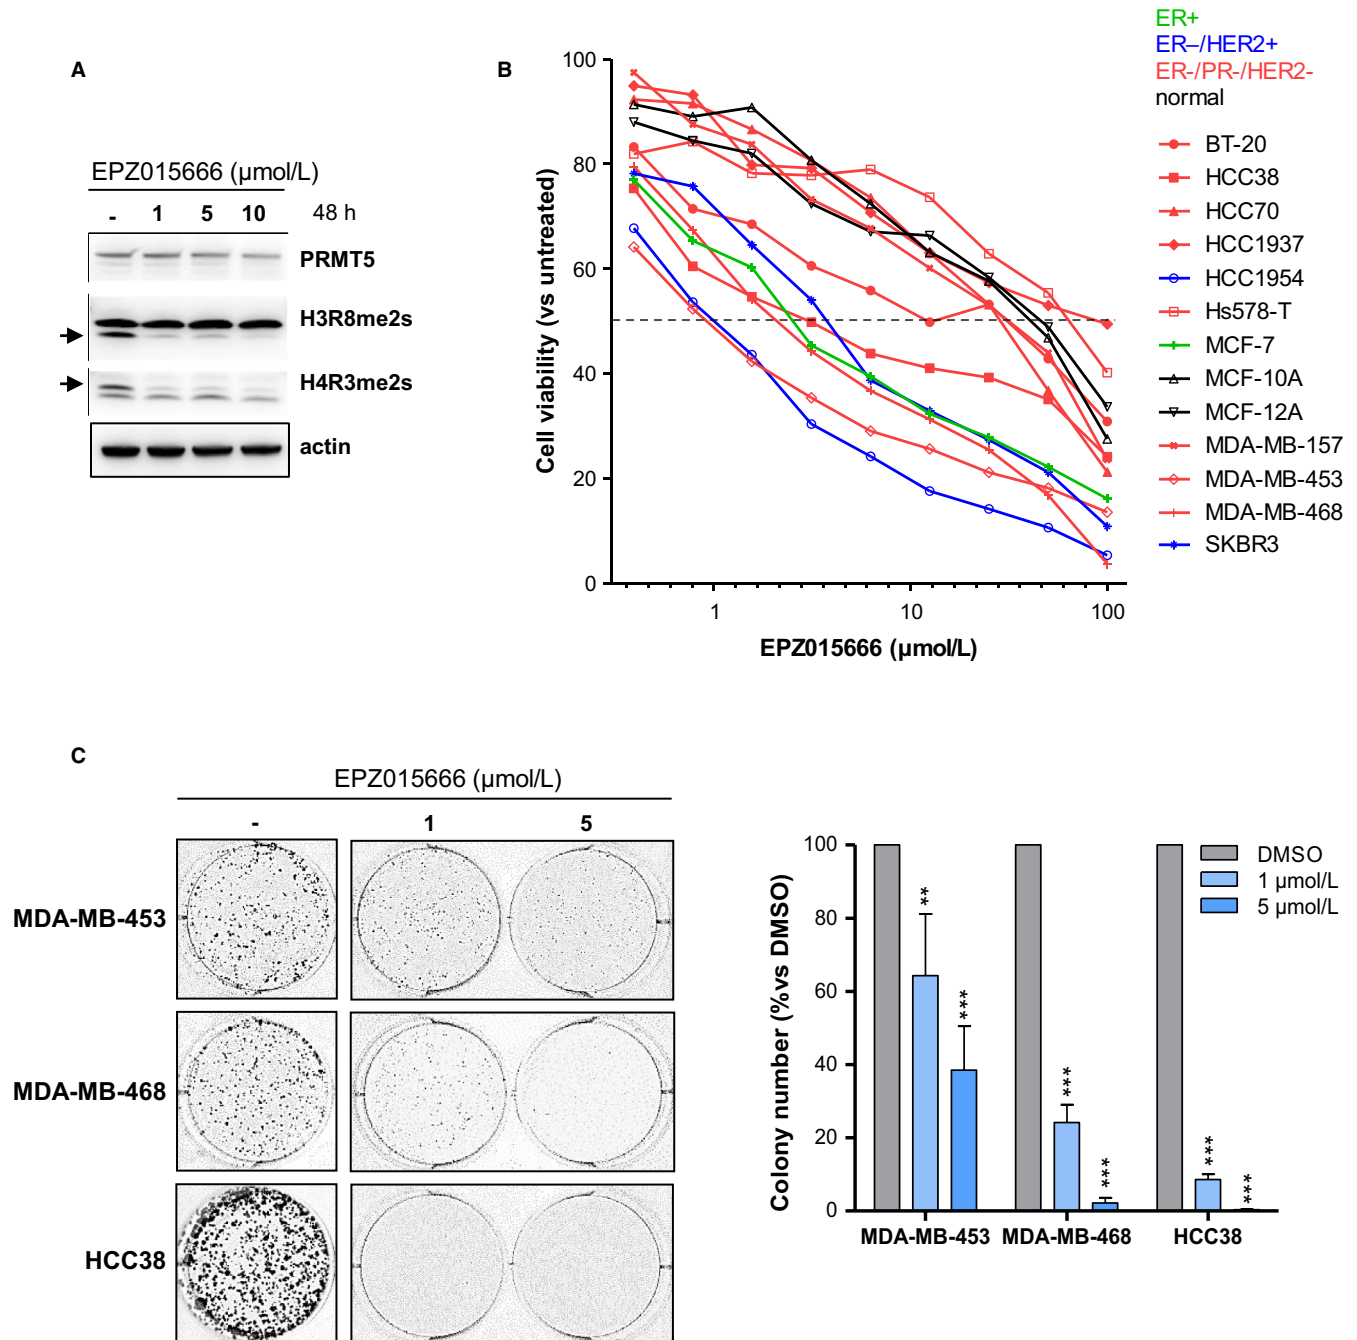 A
EPZ015666 (µmol/L)
- 1 5 10 48 h
PRMT5
H3R8me2s
H4R3me2s
actin
B
Cell viability (vs untreated)
100
80
60
40
20
0
1 10 100
EPZ015666 (µmol/L)
ER+
ER–/HER2+
ER-/PR-/HER2-
normal
BT-20
HCC38
HCC70
HCC1937
HCC1954
Hs578-T
MCF-7
MCF-10A
MCF-12A
MDA-MB-157
MDA-MB-453
MDA-MB-468
SKBR3
C
EPZ015666 (µmol/L)
- 1 5
MDA-MB-453
MDA-MB-468
HCC38
Colony number (%vs DMSO)
100
80
60
40
20
0
** ***
*** ***
*** ***
MDA-MB-453 MDA-MB-468 HCC38
DMSO
1 µmol/L
5 µmol/L